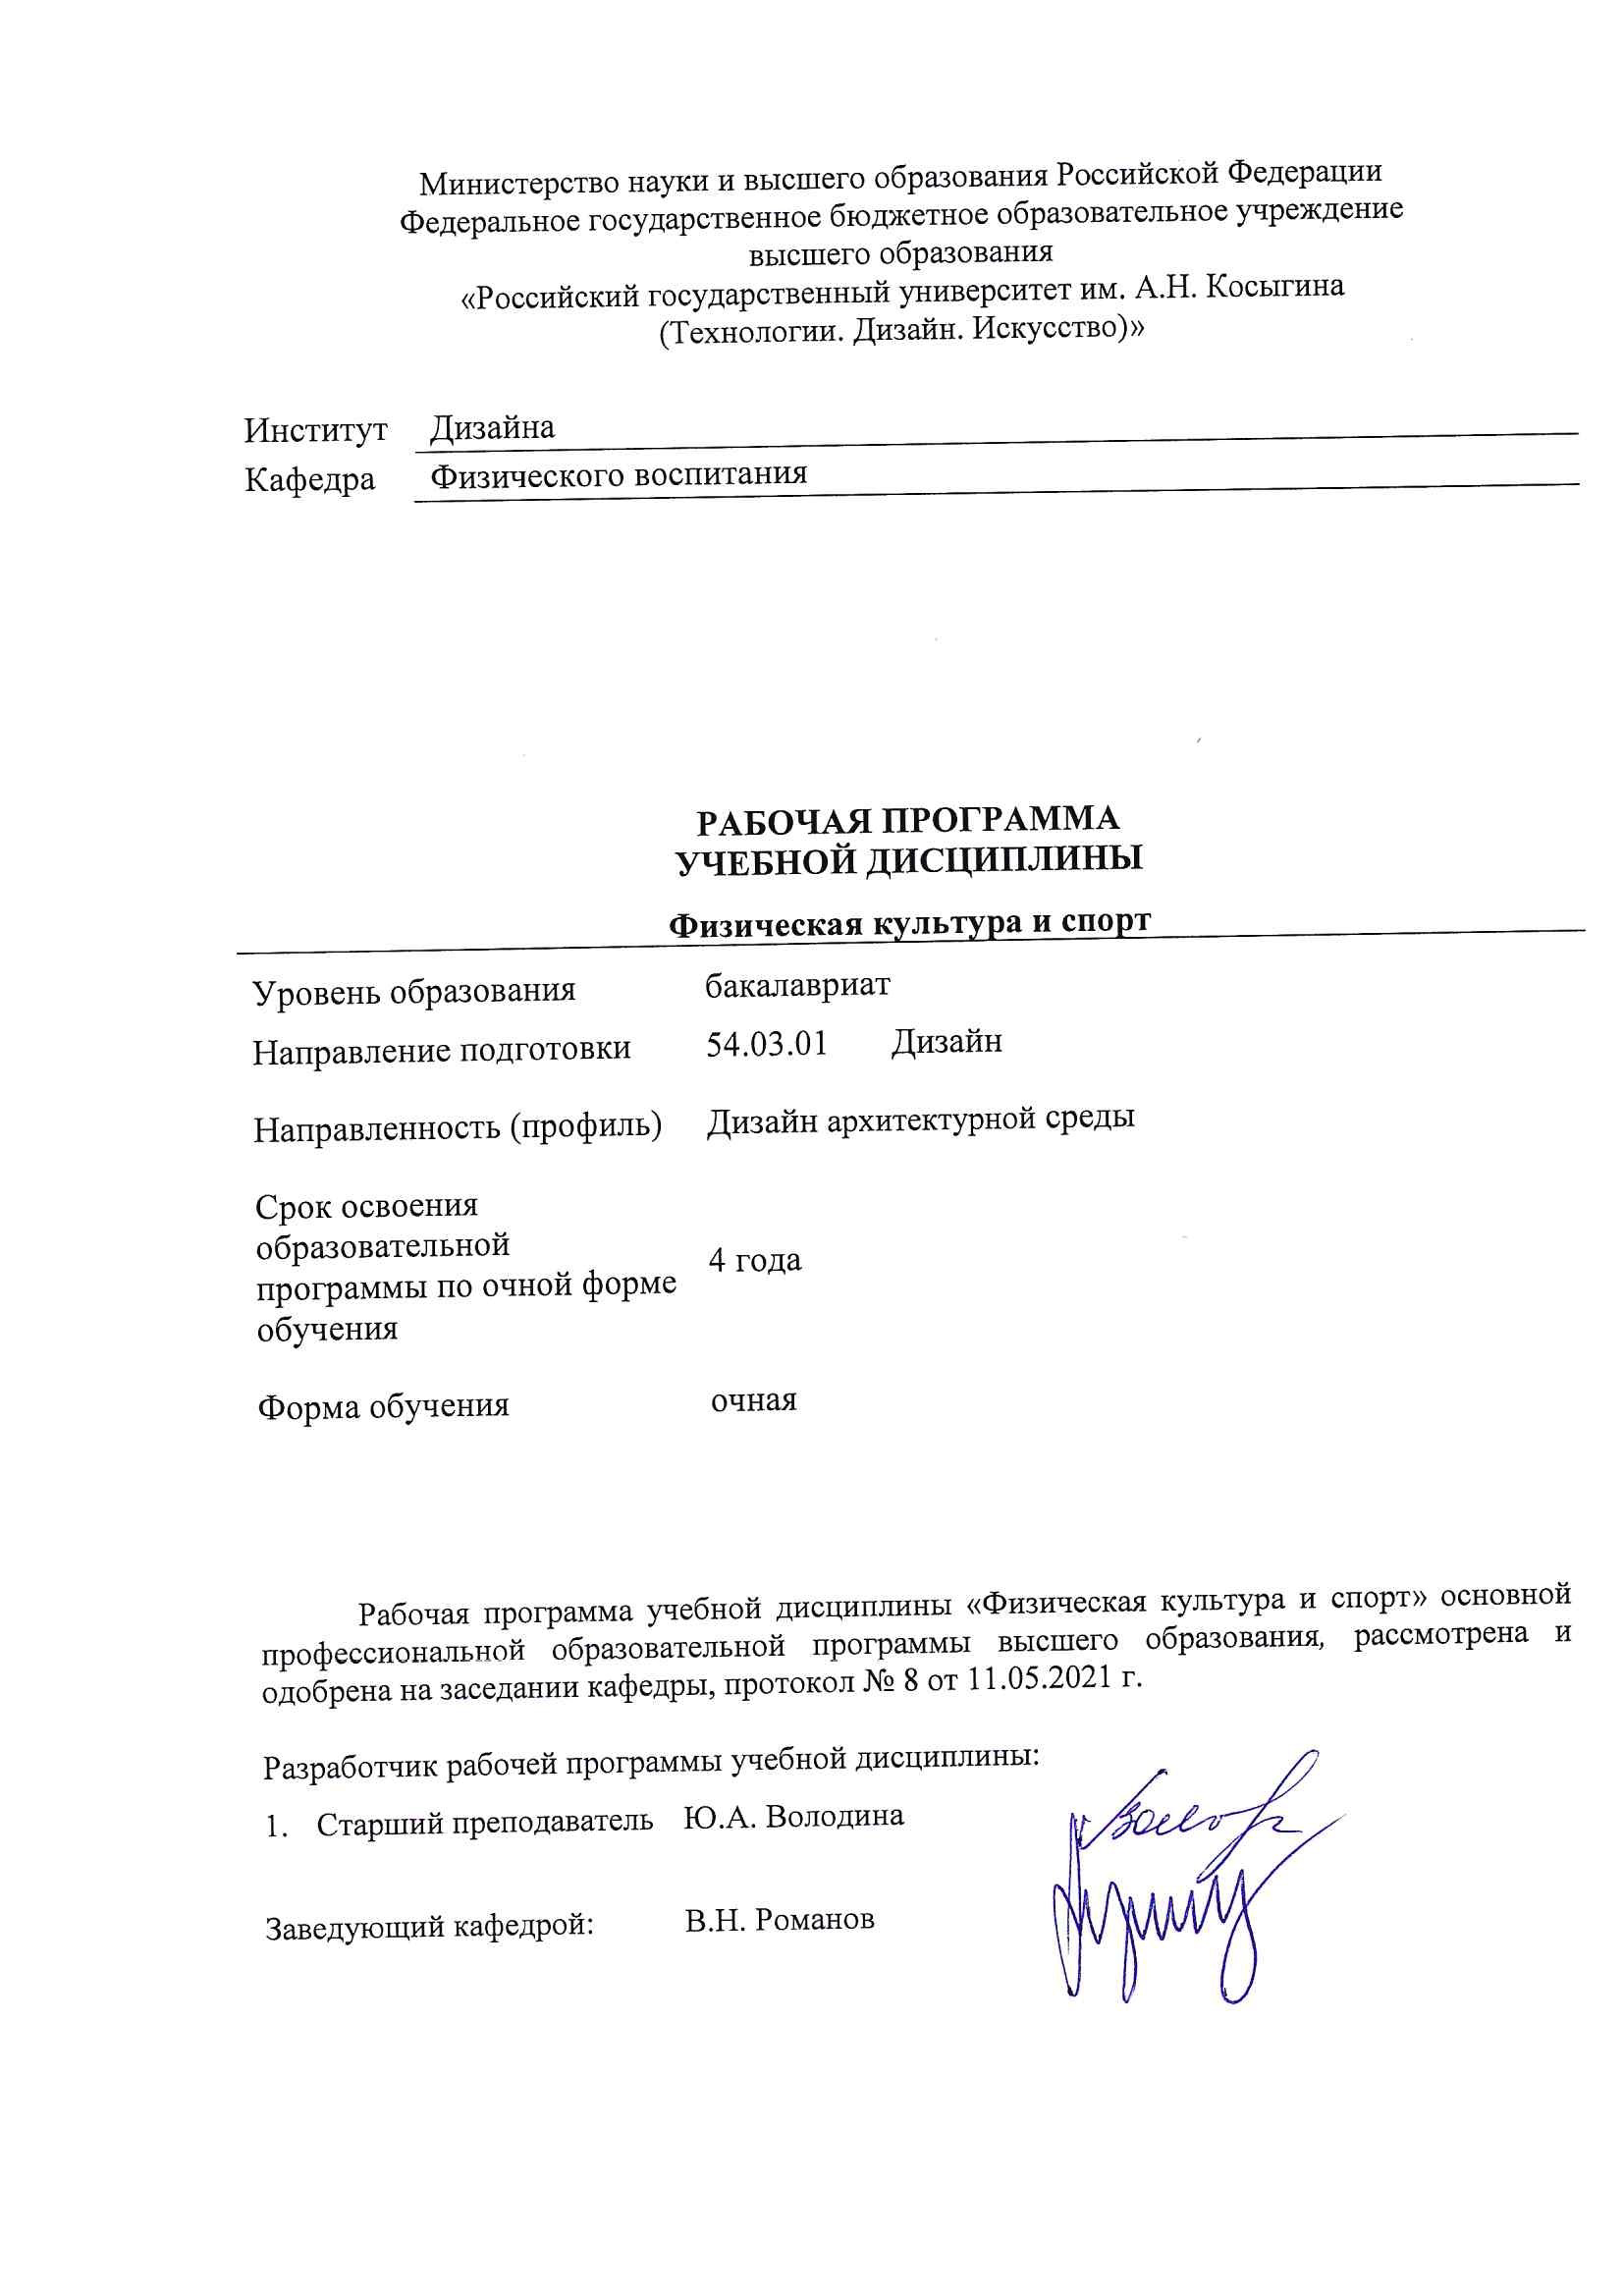 Министерство науки и высшего образования Российской Федерации
Федеральное государственное бюджетное образовательное учреждение
высшего образования
«Российский государственный университет им. А.Н. Косыгина
(Технологии. Дизайн. Искусство)»
Институт Дизайна
Кафедра Физического воспитания
РАБОЧАЯ ПРОГРАММА
УЧЕБНОЙ ДИСЦИПЛИНЫ
Физическая культура и спорт
Уровень образования бакалавриат
Направление подготовки 54.03.01 Дизайн
Направленность (профиль) Дизайн архитектурной среды
Срок освоения
образовательной
программы по очной форме
обучения
4 года
Форма обучения очная
Рабочая программа учебной дисциплины «Физическая культура и спорт» основной
профессиональной образовательной программы высшего образования, рассмотрена и
одобрена на заседании кафедры, протокол № 8 от 11.05.2021 г.
Разработчик рабочей программы учебной дисциплины:
1. Старший преподаватель Ю.А. Володина
Заведующий кафедрой: В.Н. Романов